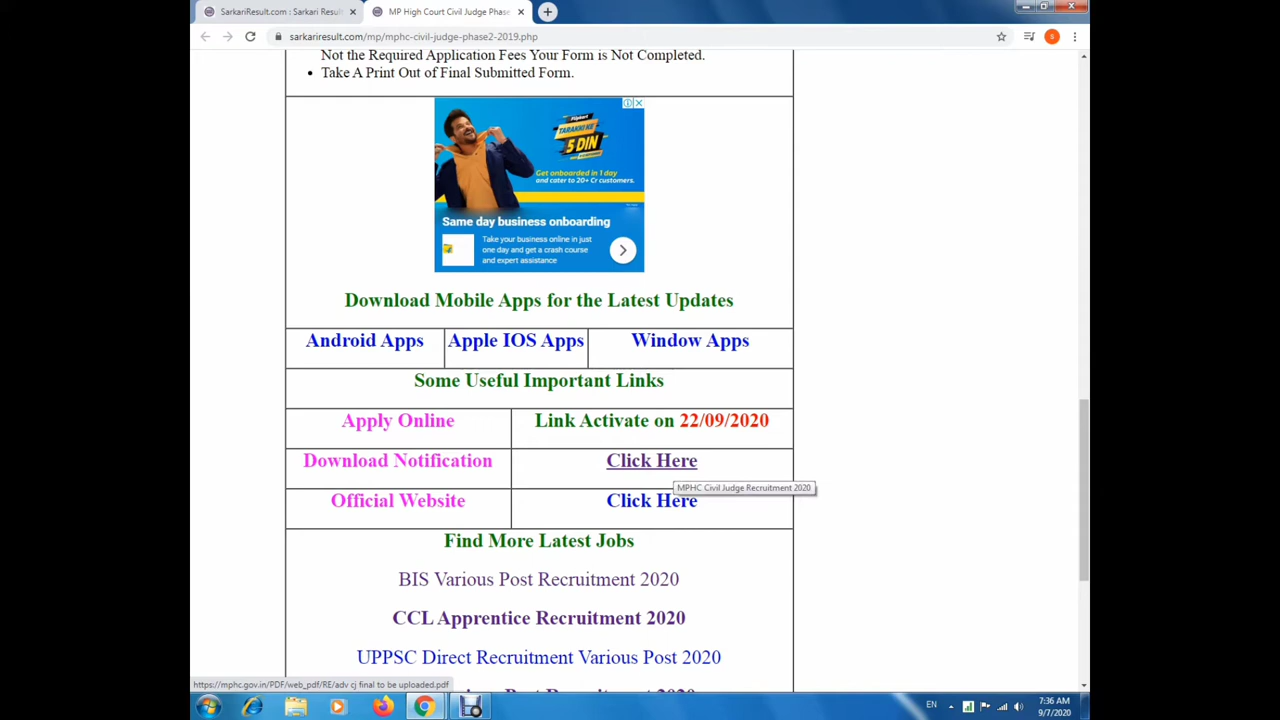 SarkariResult.com : Sarkari Resul
MP High Court Civil Judge Phase
sarkariresult.com/mp/mphc-civil-judge-phase2-2019.php
S
Not the Required Application Fees Your Form is Not Completed.
• Take A Print Out of Final Submitted Form.
Flipkart
TARAKKI KE
5 DIN
Get onboarded in 1 day
and cater to 20+ Cr customers.
Same day business onboarding
Take your business online in just
one day and get a crash course
and expert assistance
Download Mobile Apps for the Latest Updates
Android Apps Apple IOS Apps Window Apps
Some Useful Important Links
Apply Online Link Activate on 22/09/2020
Download Notification Click Here
MPHC Civil Judge Recruitment 2020
Official Website Click Here
Find More Latest Jobs
BIS Various Post Recruitment 2020
CCL Apprentice Recruitment 2020
UPPSC Direct Recruitment Various Post 2020
https://mphc.gov.in/PDF/web_pdf/RE/adv cj final to be uploaded.pdf
EN
7:36 AM
9/7/2020